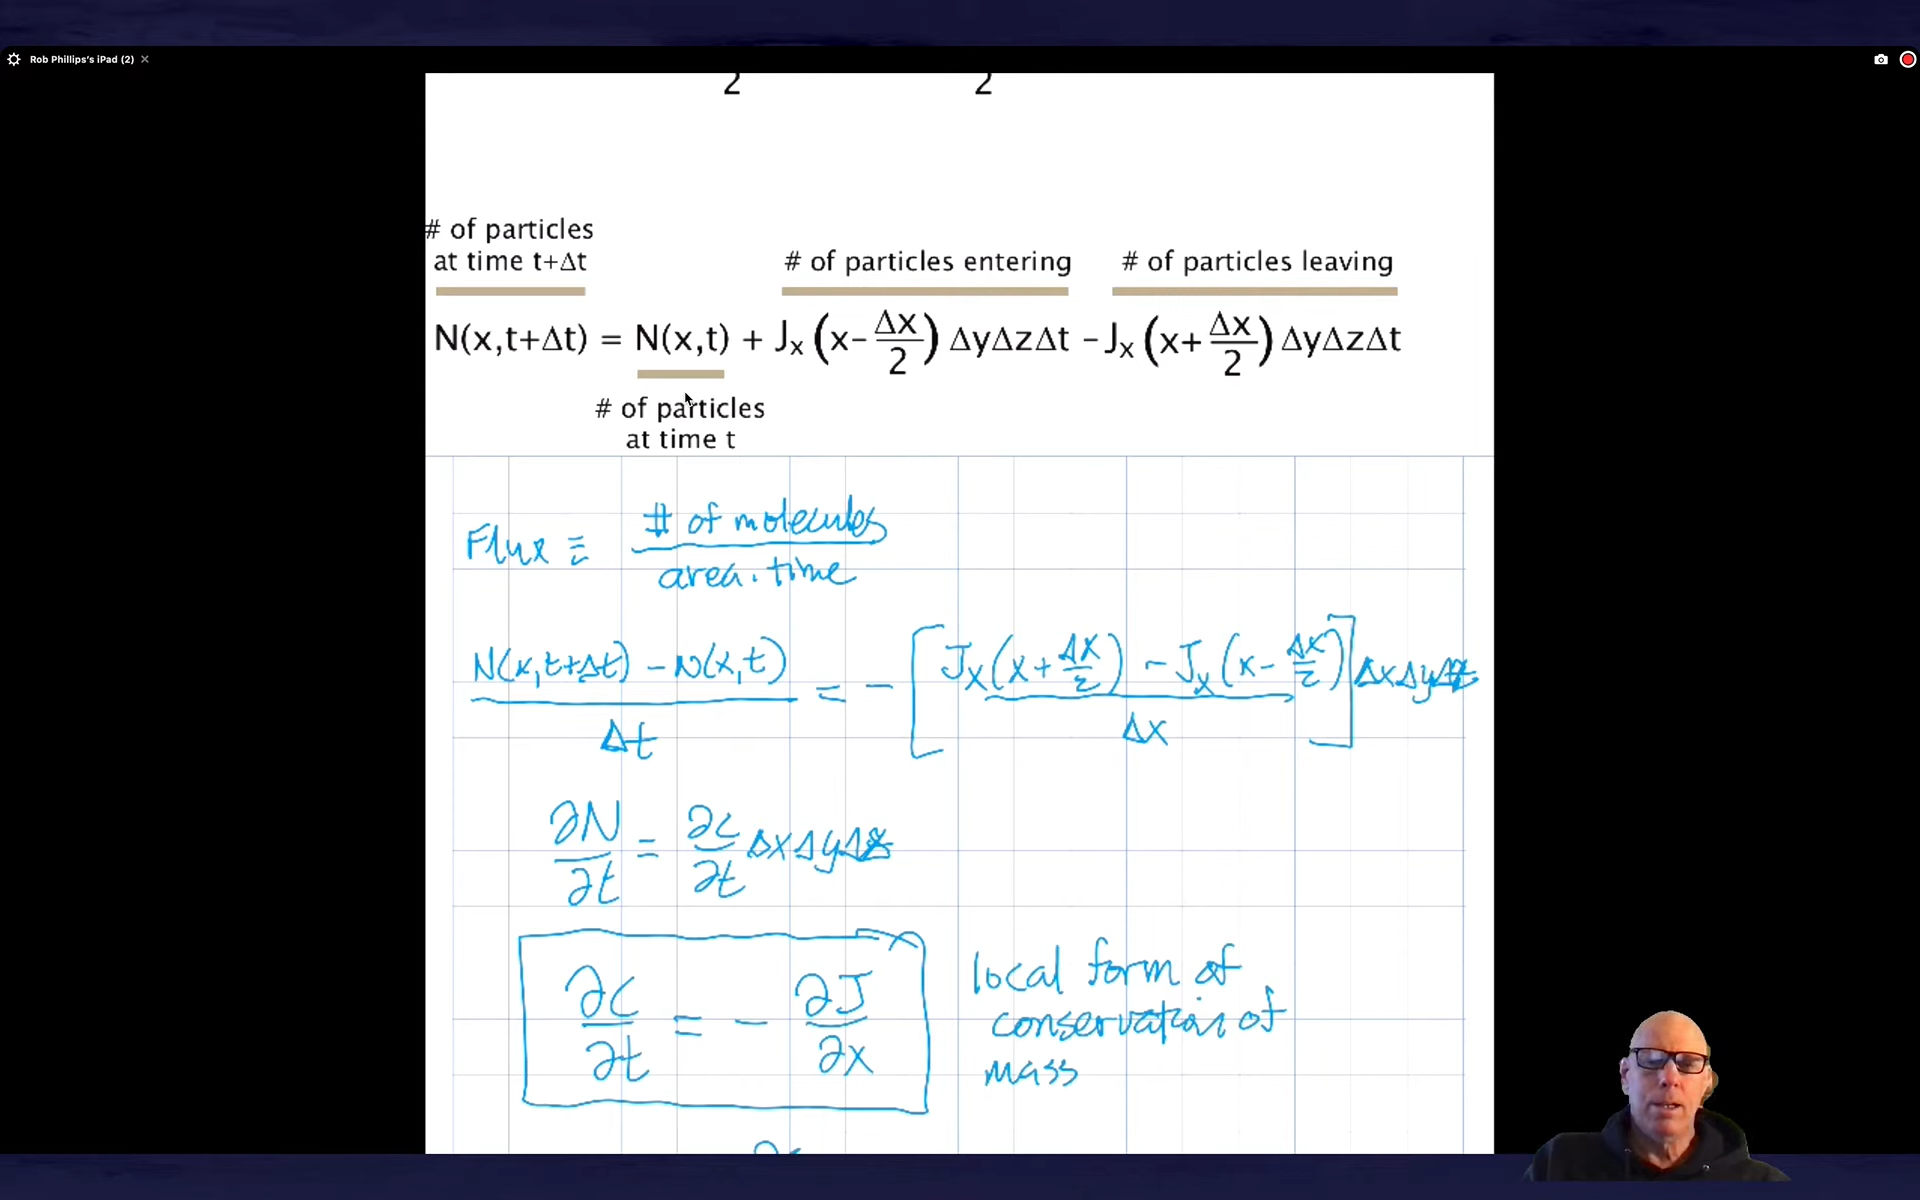 Rob Phillips's iPad (2) ×
2 2
# of particles
at time t+Δt
# of particles entering
# of particles leaving
N(x,t+Δt) = N(x,t) + Jₓ(x-Δx/2) ΔyΔzΔt -Jₓ(x+Δx/2) ΔyΔzΔt
# of particles
at time t
Flux ≡ # of molecules / area · time
N(x,t+Δt) - N(x,t) / Δt = - [Jₓ(x+Δx/2) - Jₓ(x-Δx/2) / Δx] ΔxΔyΔz
∂N/∂t = ∂c/∂t ΔxΔyΔz
∂c/∂t = - ∂J/∂x
local form of
conservation of
mass